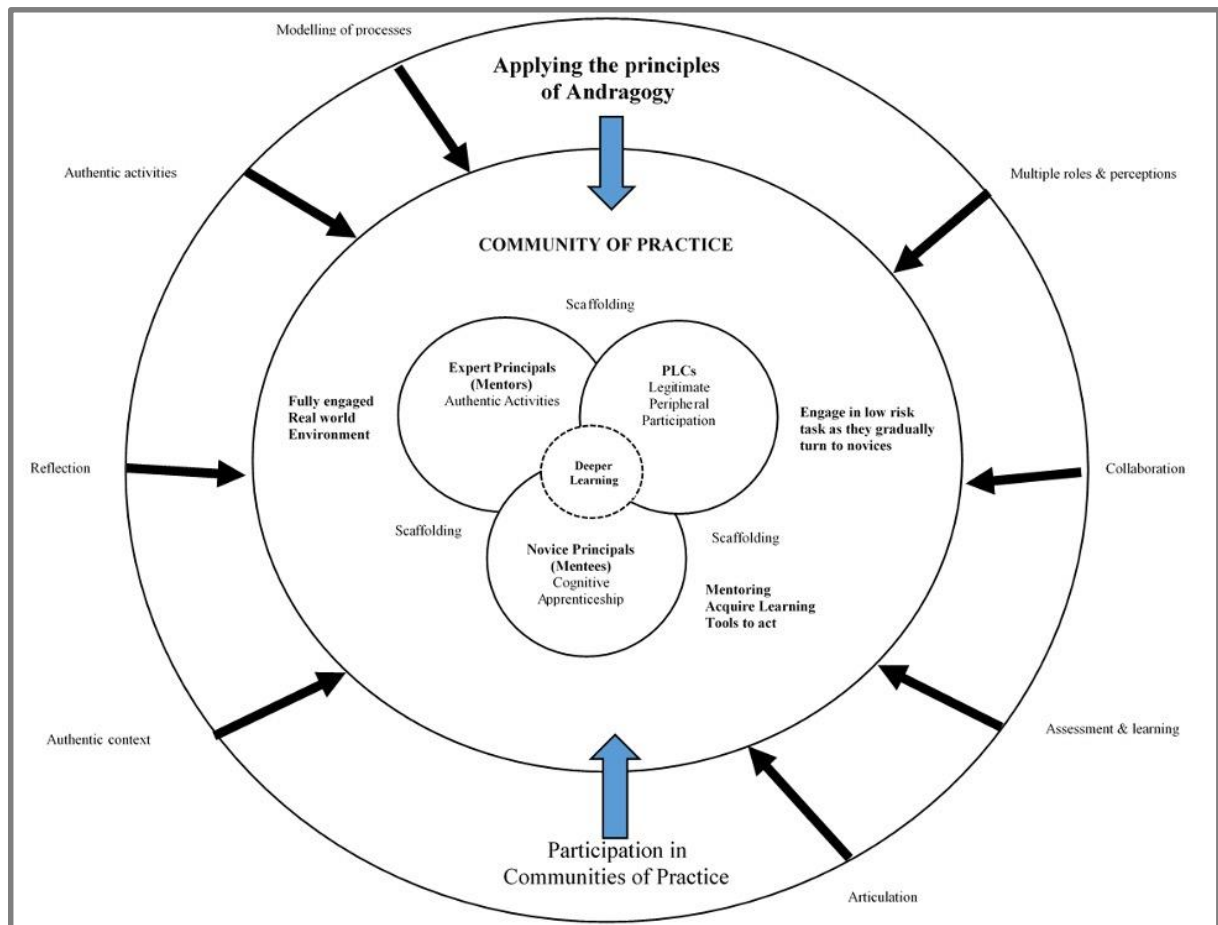 Modelling of processes
Applying the principles
of Andragogy
Authentic activities
Multiple roles & perceptions
COMMUNITY OF PRACTICE
Scaffolding
Expert Principals
(Mentors)
Authentic Activities
PLCs
Legitimate
Peripheral
Participation
Fully engaged
Real world
Environment
Engage in low risk
task as they gradually
turn to novices
Deeper
Learning
Reflection
Collaboration
Scaffolding
Scaffolding
Novice Principals
(Mentees)
Cognitive
Apprenticeship
Mentoring
Acquire Learning
Tools to act
Authentic context
Assessment & learning
Participation in
Communities of Practice
Articulation